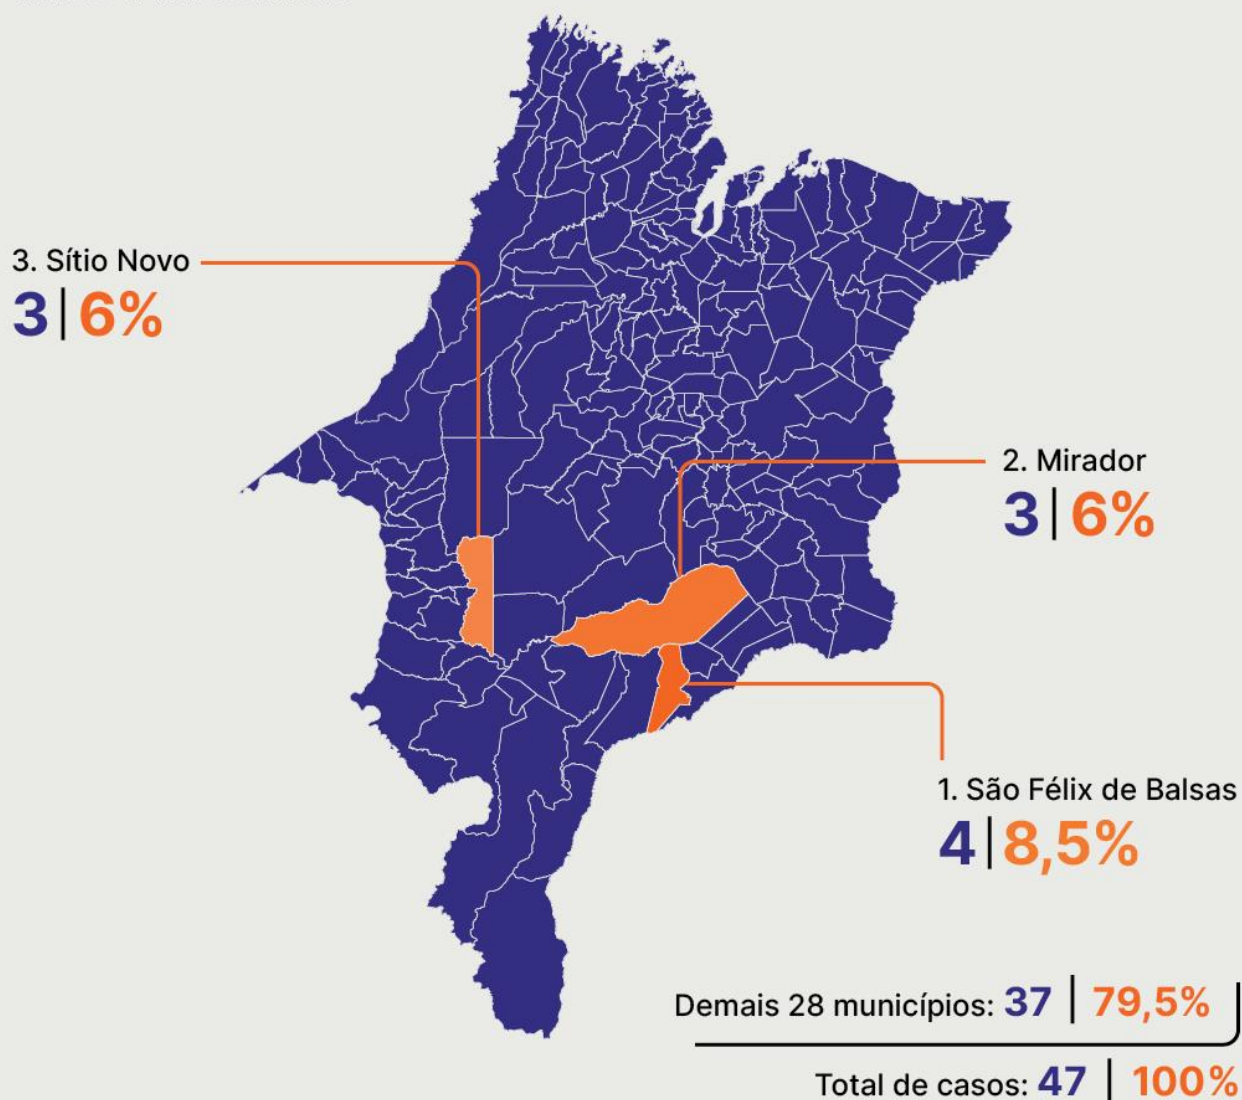 3. Sítio Novo
3 | 6%
2. Mirador
3 | 6%
1. São Félix de Balsas
4 | 8,5%
Demais 28 municípios: 37 | 79,5%
Total de casos: 47 | 100%